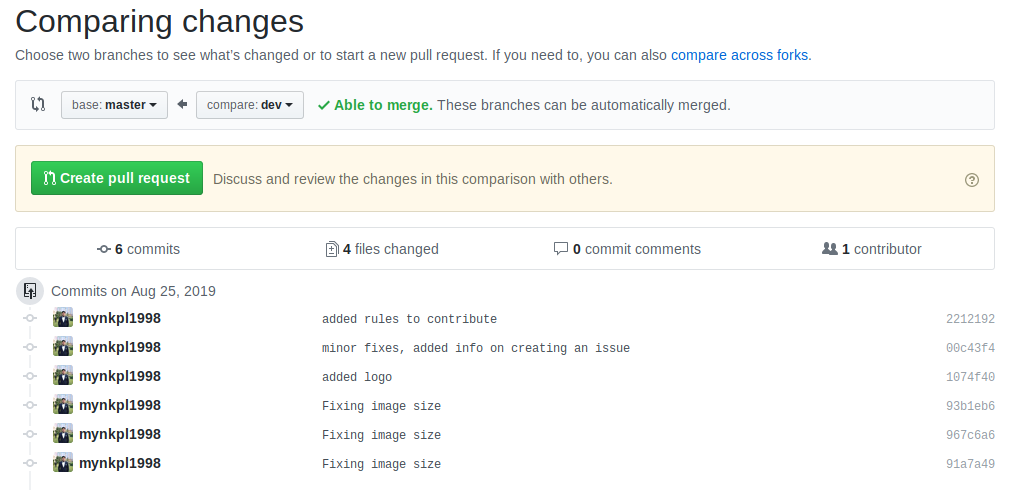 Comparing changes
Choose two branches to see what's changed or to start a new pull request. If you need to, you can also compare across forks.
base: master compare: dev Able to merge. These branches can be automatically merged.
Create pull request Discuss and review the changes in this comparison with others.
6 commits 4 files changed 0 commit comments 1 contributor
Commits on Aug 25, 2019
mynkpl1998 added rules to contribute 2212192
mynkpl1998 minor fixes, added info on creating an issue 00c43f4
mynkpl1998 added logo 1074f40
mynkpl1998 Fixing image size 93b1eb6
mynkpl1998 Fixing image size 967c6a6
mynkpl1998 Fixing image size 91a7a49